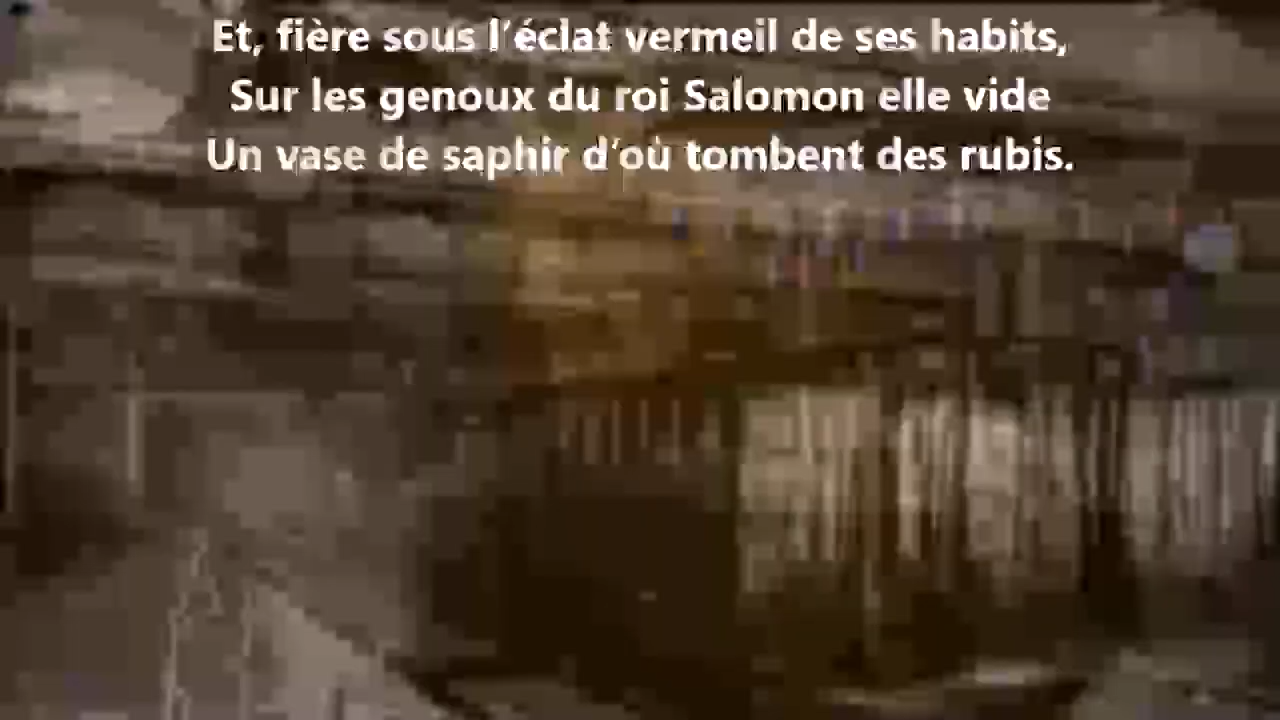 Et, fière sous l’éclat vermeil de ses habits,
Sur les genoux du roi Salomon elle vide
Un vase de saphir d’où tombent des rubis.